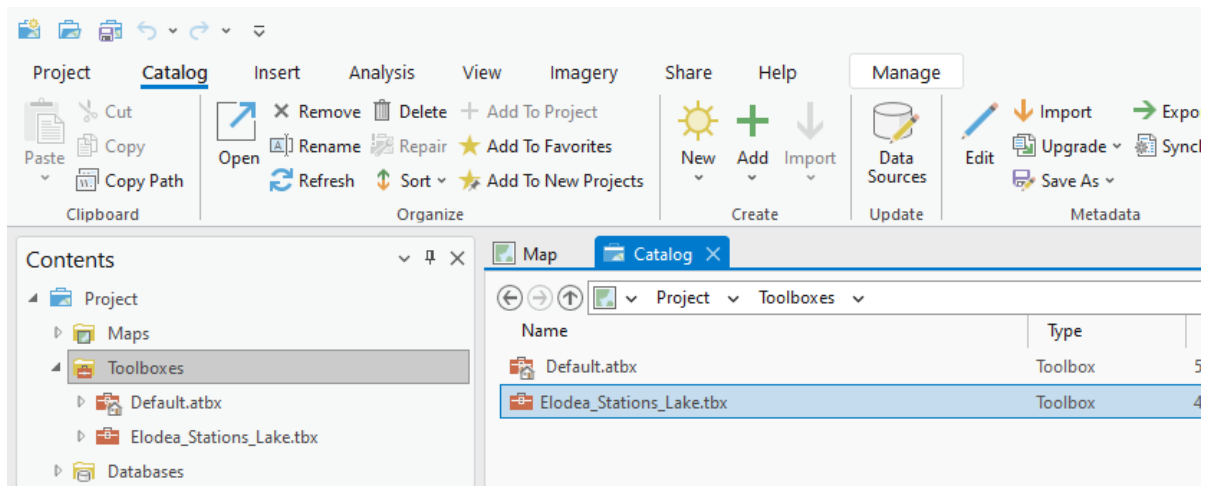 Project Catalog Insert Analysis View Imagery Share Help Manage
Cut Remove Delete Add To Project Import
Copy Rename Repair Add To Favorites Upgrade
Paste Open New Add Import Data Sources Edit
Copy Path Refresh Sort Add To New Projects Save As
Clipboard Organize Create Update Metadata
Contents Map Catalog
Project Project Toolboxes
Maps Name Type
Toolboxes Default.atbx Toolbox 5
Default.atbx Elodea_Stations_Lake.tbx Toolbox 4
Elodea_Stations_Lake.tbx
Databases